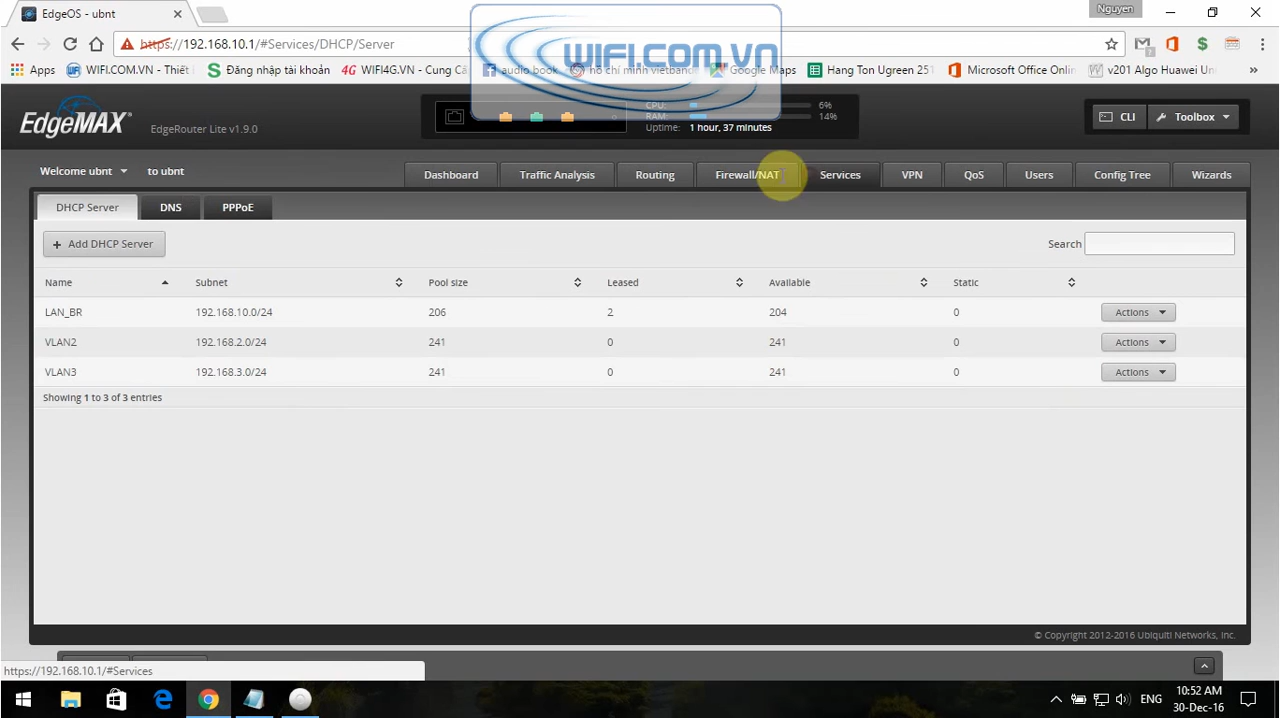 EdgeOS - ubnt
Nguyen
https://192.168.10.1/#Services/DHCP/Server
Apps
WIFI.COM.VN - Thiết
Đăng nhập tài khoản
WIFI4G.VN - Cung Cấ
audio book
hồ chí minh vietbando
Google Maps
Hang Ton Ugreen 251
Microsoft Office Onlin
v201 Algo Huawei Un
»
WIFI.COM.VN
EdgeMAX®
EdgeRouter Lite v1.9.0
CPU:
6%
RAM:
14%
Uptime: 1 hour, 37 minutes
CLI
Toolbox
Welcome ubnt
to ubnt
Dashboard
Traffic Analysis
Routing
Firewall/NAT
Services
VPN
QoS
Users
Config Tree
Wizards
DHCP Server
DNS
PPPoE
+ Add DHCP Server
Search
Name Subnet Pool size Leased Available Static
LAN_BR 192.168.10.0/24 206 2 204 0 Actions
VLAN2 192.168.2.0/24 241 0 241 0 Actions
VLAN3 192.168.3.0/24 241 0 241 0 Actions
Showing 1 to 3 of 3 entries
© Copyright 2012-2016 Ubiquiti Networks, Inc.
https://192.168.10.1/#Services
ENG
10:52 AM
30-Dec-16